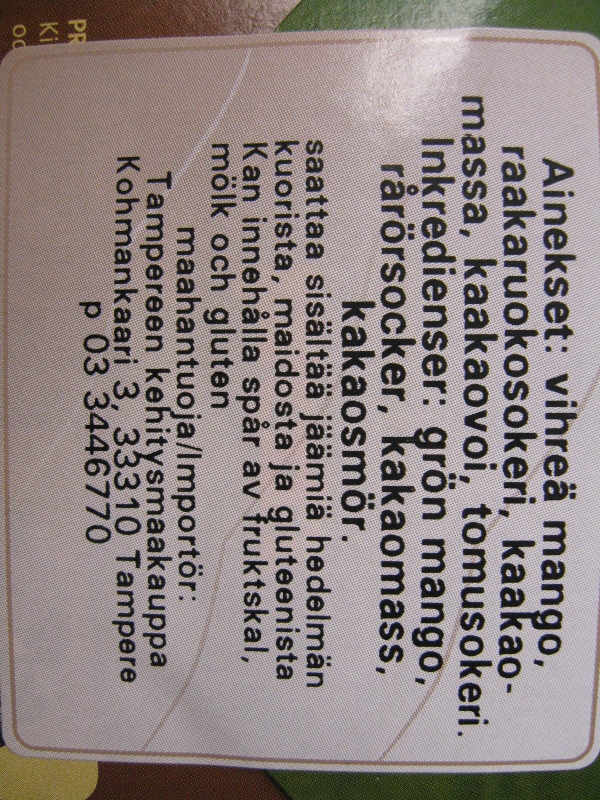 Ainekset: vihreä mango,
raakaruokosokeri, kaakao-
massa, kaakaovoi, tomusokeri.
Inkredienser: grön mango,
rårörsocker, kakaomass,
kakaosmör.
saattaa sisältää jäämiä hedelmän
kuorista, maidosta ja gluteenista
Kan innehålla spår av fruktskal,
mölk och gluten
maahantuoja/Importör:
Tampereen kehitysmaakauppa
Kohmankaari 3, 33310 Tampere
p 03 3446770